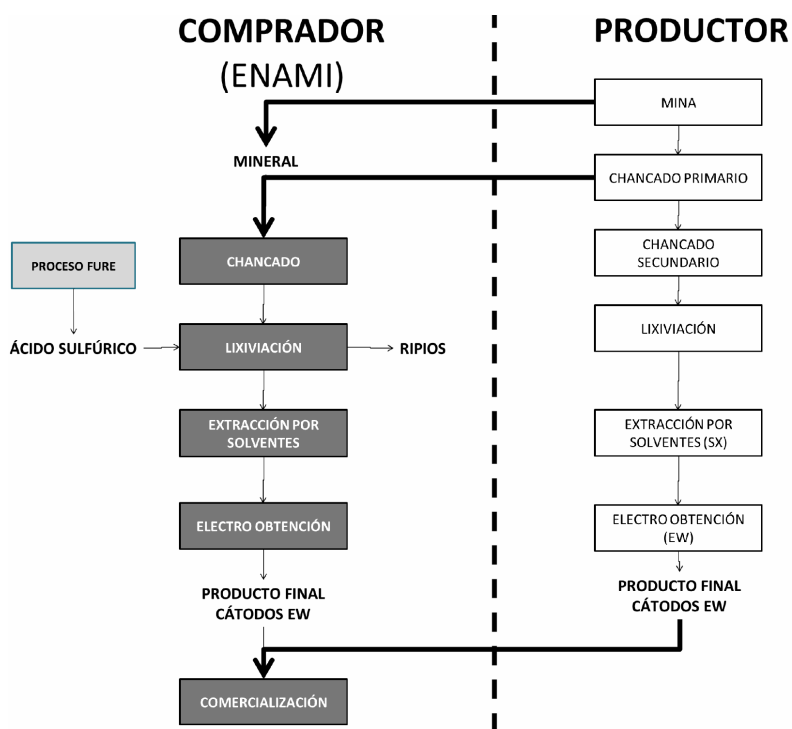 COMPRADOR
(ENAMI)
PRODUCTOR
MINA
MINERAL
CHANCADO PRIMARIO
CHANCADO
SECUNDARIO
PROCESO FURE
CHANCADO
LIXIVIACIÓN
ÁCIDO SULFÚRICO
LIXIVIACIÓN
RIPIOS
EXTRACCIÓN POR
SOLVENTES
EXTRACCIÓN POR
SOLVENTES (SX)
ELECTRO OBTENCIÓN
ELECTRO OBTENCIÓN
(EW)
PRODUCTO FINAL
CÁTODOS EW
PRODUCTO FINAL
CÁTODOS EW
COMERCIALIZACIÓN